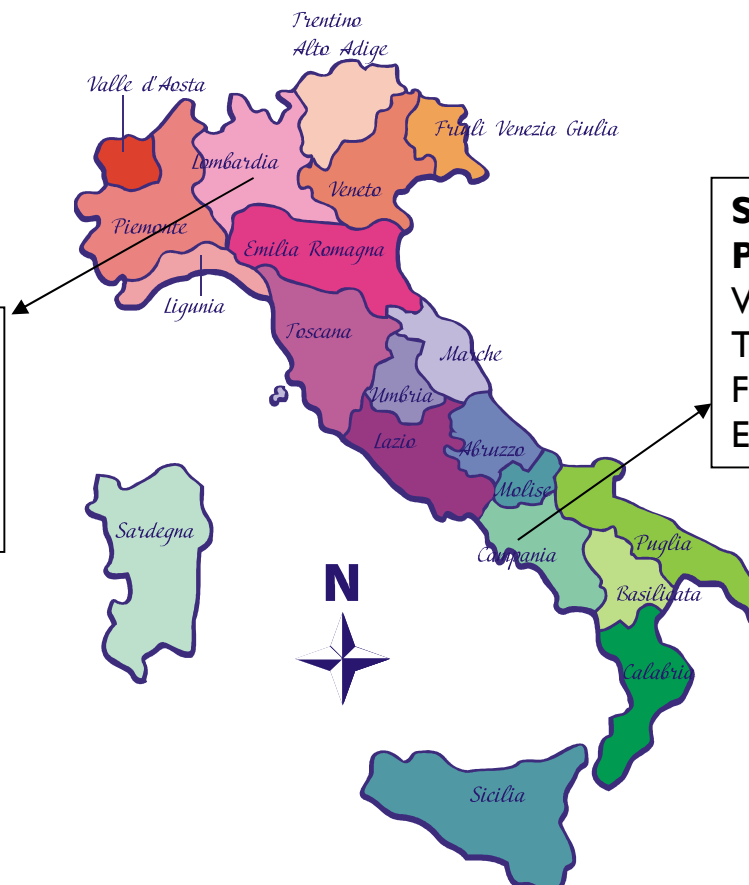 Trentino
Alto Adige
Valle d'Aosta
Friuli Venezia Giulia
Lombardia
Veneto
Piemonte
Emilia Romagna
Ligunia
Toscana
Marche
Umbria
Lazio
Abruzzo
Molise
Sardegna
Campania
Puglia
Basilicata
Calabria
Sicilia
N
S
P
V
T
F
E